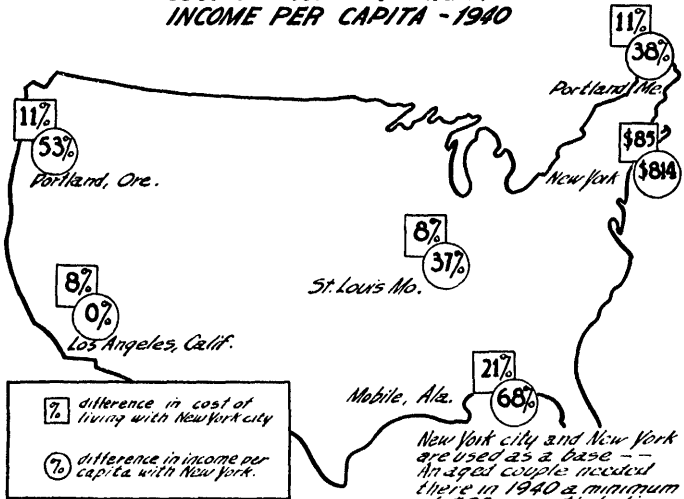 INCOME PER CAPITA - 1940
11%
38%
Portland, Me.
11%
53%
Portland, Ore.
$85
$814
New York
8%
37%
St. Louis Mo.
8%
0%
Los Angeles, Calif.
21%
68%
Mobile, Ala.
% difference in cost of
living with New York city
% difference in income per
capita with New York.
New York city and New York
are used as a base --
An aged couple needed
there in 1940 a minimum